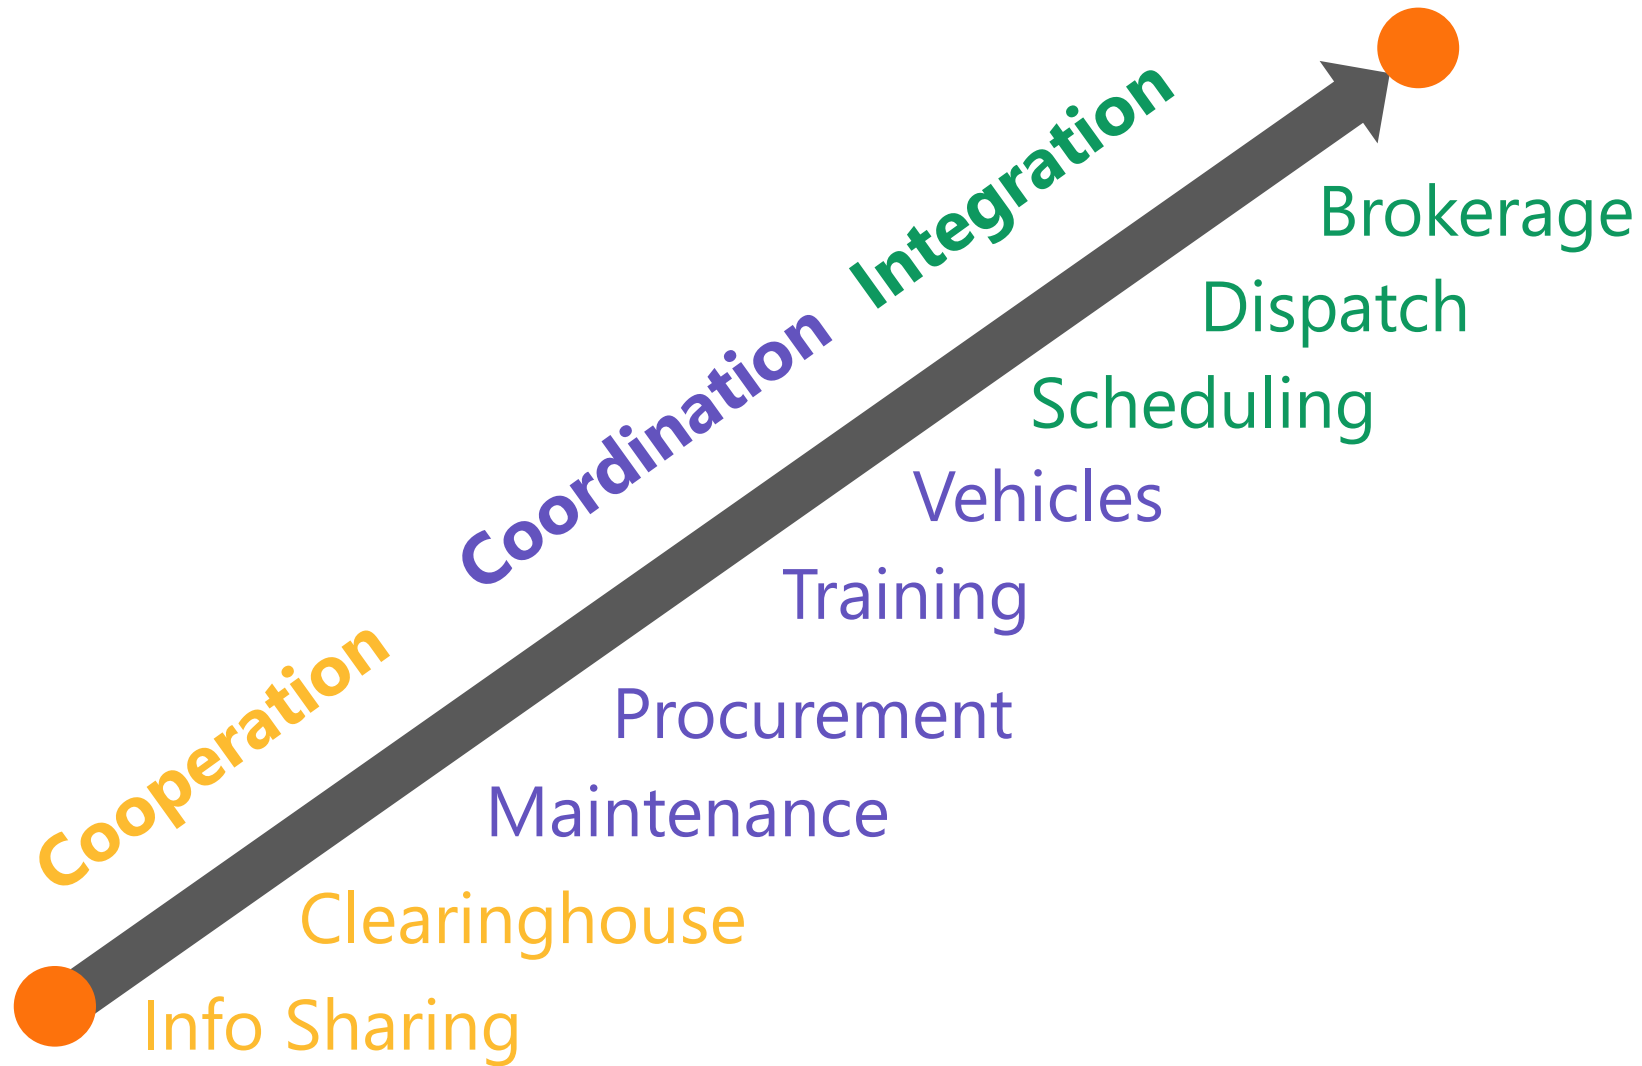 Integration
Coordination
Cooperation
Brokerage
Dispatch
Scheduling
Vehicles
Training
Procurement
Maintenance
Clearinghouse
Info Sharing